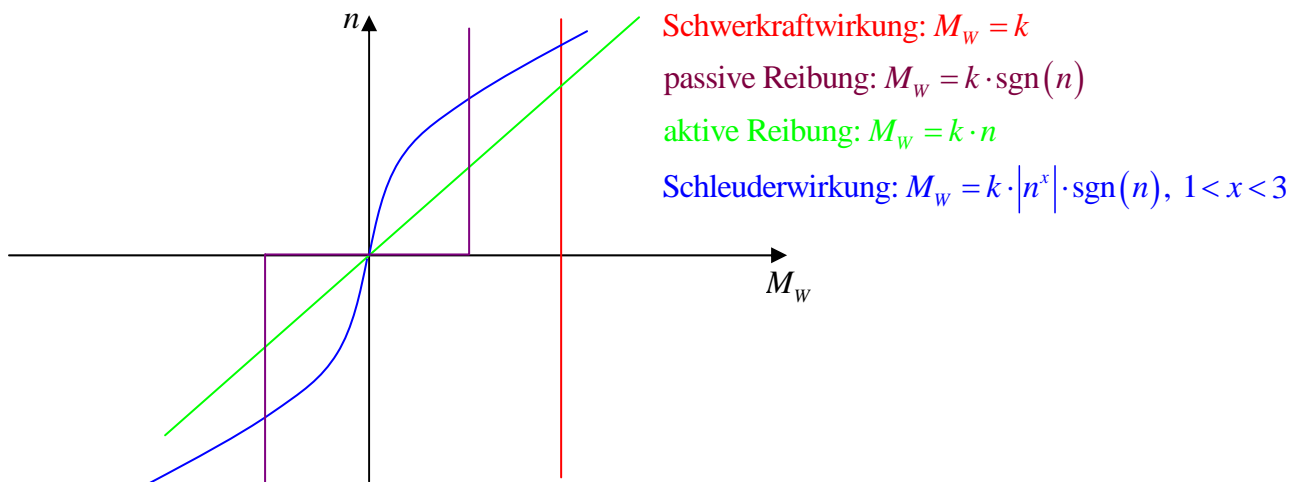 n
Schwerkraftwirkung: M_W = k
passive Reibung: M_W = k · sgn(n)
aktive Reibung: M_W = k · n
Schleuderwirkung: M_W = k · |n^x| · sgn(n), 1 < x < 3
M_W